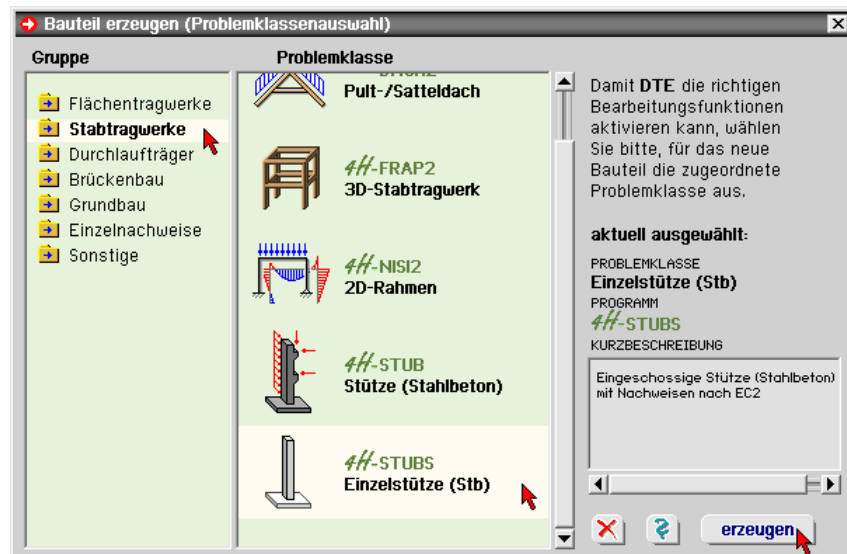 Bauteil erzeugen (Problemklassenauswahl)
Gruppe
Flächentragwerke
Stabtragwerke
Durchlaufträger
Brückenbau
Grundbau
Einzelnachweise
Sonstige
Problemklasse
Pult-/Satteldach
4H-FRAP2
3D-Stabtragwerk
4H-NISI2
2D-Rahmen
4H-STUB
Stütze (Stahlbeton)
4H-STUBS
Einzelstütze (Stb)
Damit DTE die richtigen
Bearbeitungsfunktionen
aktivieren kann, wählen
Sie bitte, für das neue
Bauteil die zugeordnete
Problemklasse aus.
aktuell ausgewählt:
PROBLEMKLASSE
Einzelstütze (Stb)
PROGRAMM
4H-STUBS
KURZBESCHREIBUNG
Eingeschossige Stütze (Stahlbeton)
mit Nachweisen nach EC2
erzeugen